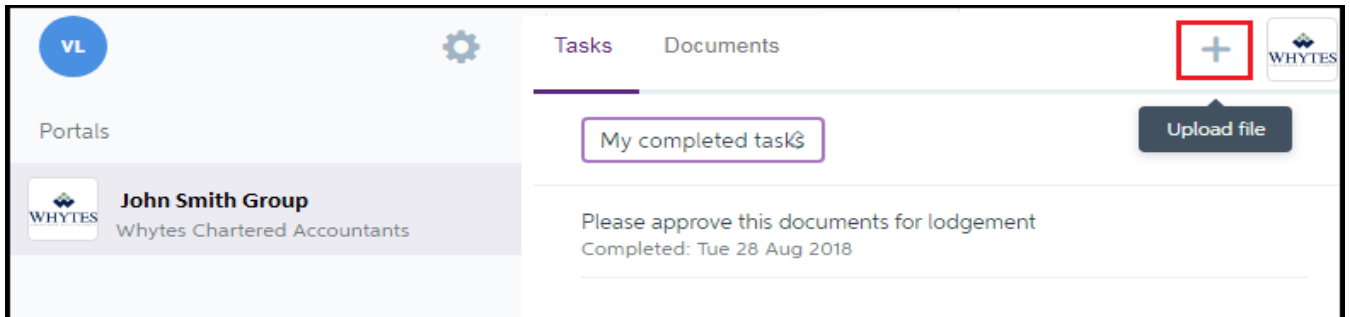 VL
Tasks
Documents
WHYTES
Upload file
Portals
My completed tasks
WHYTES
John Smith Group
Whytes Chartered Accountants
Please approve this documents for lodgement
Completed: Tue 28 Aug 2018